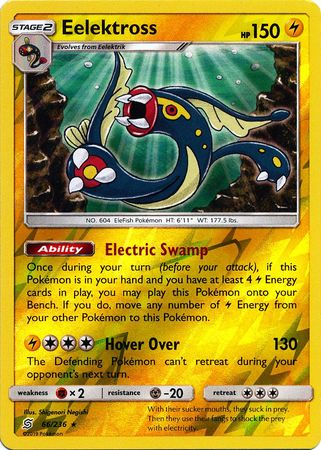 STAGE 2 Eelektross HP 150
Evolves from Eelektrik
NO. 604 EleFish Pokémon HT: 6'11" WT: 177.5 lbs.
Ability Electric Swamp
Once during your turn (before your attack), if this
Pokémon is in your hand and you have at least 4 Energy
cards in play, you may play this Pokémon onto your
Bench. If you do, move any number of Energy from
your other Pokémon to this Pokémon.
Hover Over 130
The Defending Pokémon can't retreat during your
opponent's next turn.
weakness × 2 resistance -20 retreat
Illus. Shigenori Negishi
66/236 ★
©2019 Pokémon
With their sucker mouths, they suck in prey.
Then they use their fangs to shock the prey
with electricity.